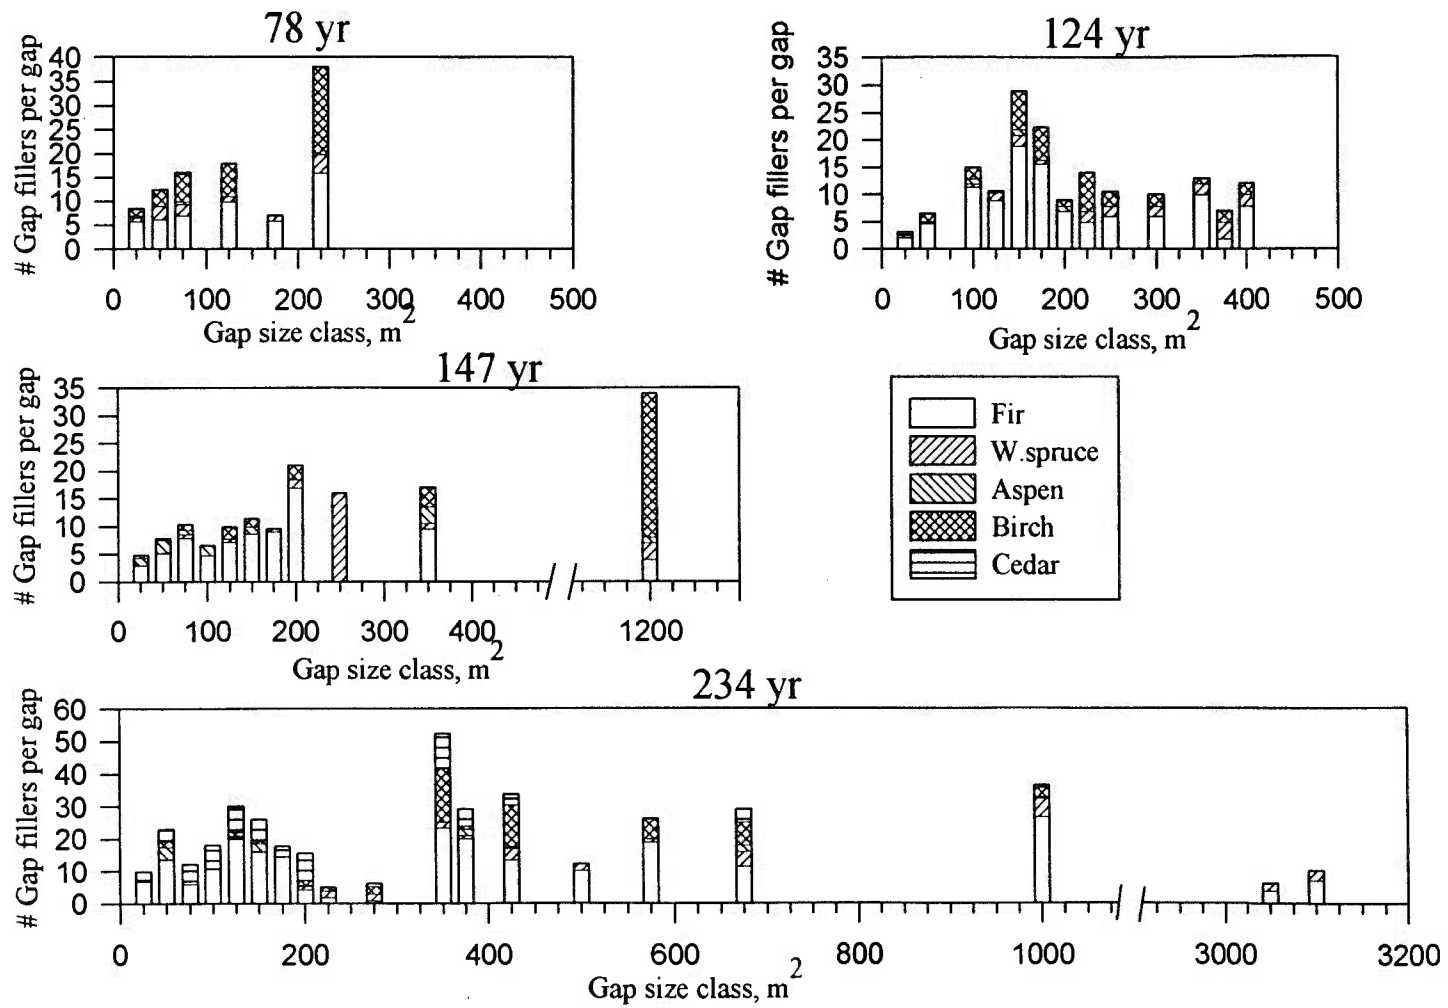 78 yr
# Gap fillers per gap
40
35
30
25
20
15
10
5
0
0 100 200 300 400 500
Gap size class, m2
124 yr
# Gap fillers per gap
35
30
25
20
15
10
5
0
0 100 200 300 400 500
Gap size class, m2
147 yr
# Gap fillers per gap
35
30
25
20
15
10
5
0
0 100 200 300 400 1200
Gap size class, m2
Fir
W.spruce
Aspen
Birch
Cedar
234 yr
# Gap fillers per gap
60
50
40
30
20
10
0
0 200 400 600 800 1000 3000 3200
Gap size class, m2